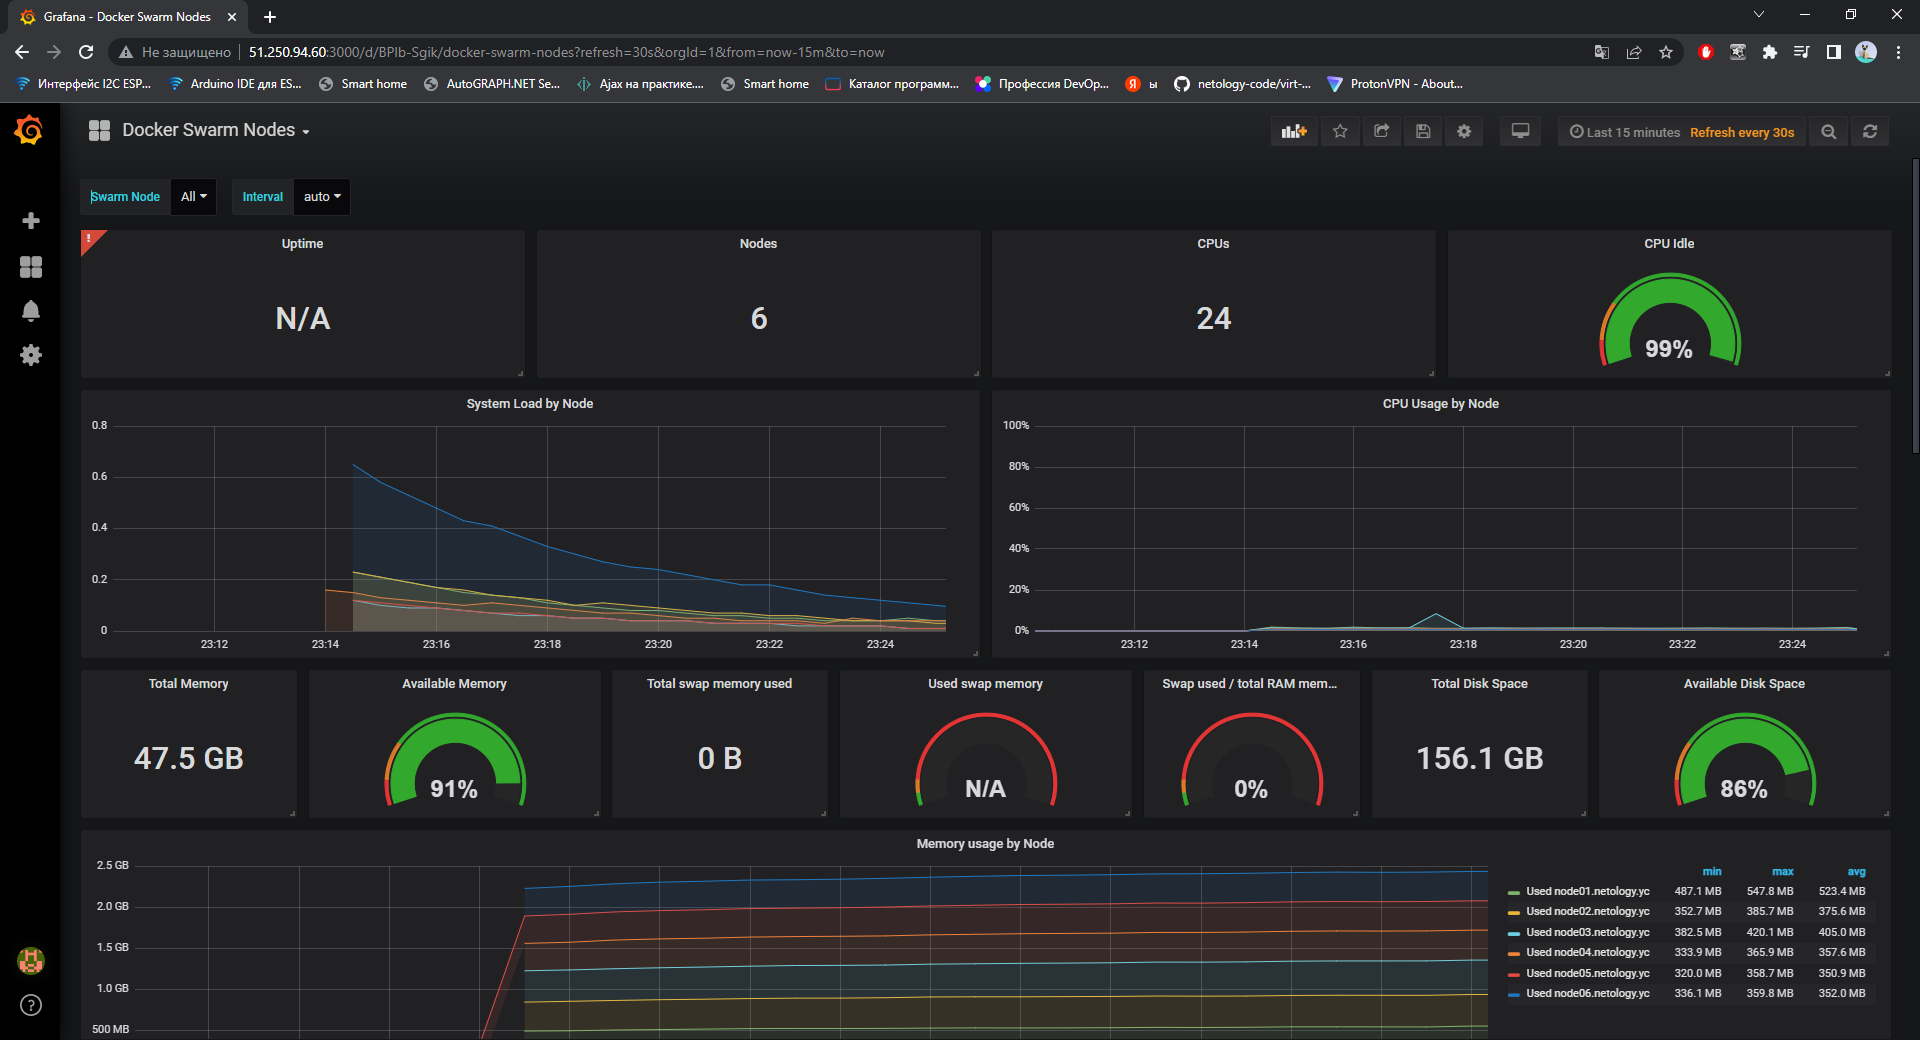 Grafana - Docker Swarm Nodes
Не защищено
51.250.94.60:3000/d/BPlb-Sgik/docker-swarm-nodes?refresh=30s&orgId=1&from=now-15m&to=now
Интерфейс I2C ESP...
Arduino IDE для ES...
Smart home
AutoGRAPH.NET Se...
Ajax на практике....
Smart home
Каталог программ...
Профессия DevOp...
Я ы
netology-code/virt-...
ProtonVPN - About...
Docker Swarm Nodes
Last 15 minutes Refresh every 30s
Swarm Node All
Interval auto
!
Uptime
N/A
Nodes
6
CPUs
24
CPU Idle
99%
System Load by Node
0.8
0.6
0.4
0.2
0
23:12 23:14 23:16 23:18 23:20 23:22 23:24
CPU Usage by Node
100%
80%
60%
40%
20%
0%
23:12 23:14 23:16 23:18 23:20 23:22 23:24
Total Memory
47.5 GB
Available Memory
91%
Total swap memory used
0 B
Used swap memory
N/A
Swap used / total RAM mem...
0%
Total Disk Space
156.1 GB
Available Disk Space
86%
Memory usage by Node
2.5 GB
2.0 GB
1.5 GB
1.0 GB
500 MB
min max avg
Used node01.netology.yc 487.1 MB 547.8 MB 523.4 MB
Used node02.netology.yc 352.7 MB 385.7 MB 375.6 MB
Used node03.netology.yc 382.5 MB 420.1 MB 405.0 MB
Used node04.netology.yc 333.9 MB 365.9 MB 357.6 MB
Used node05.netology.yc 320.0 MB 358.7 MB 350.9 MB
Used node06.netology.yc 336.1 MB 359.8 MB 352.0 MB